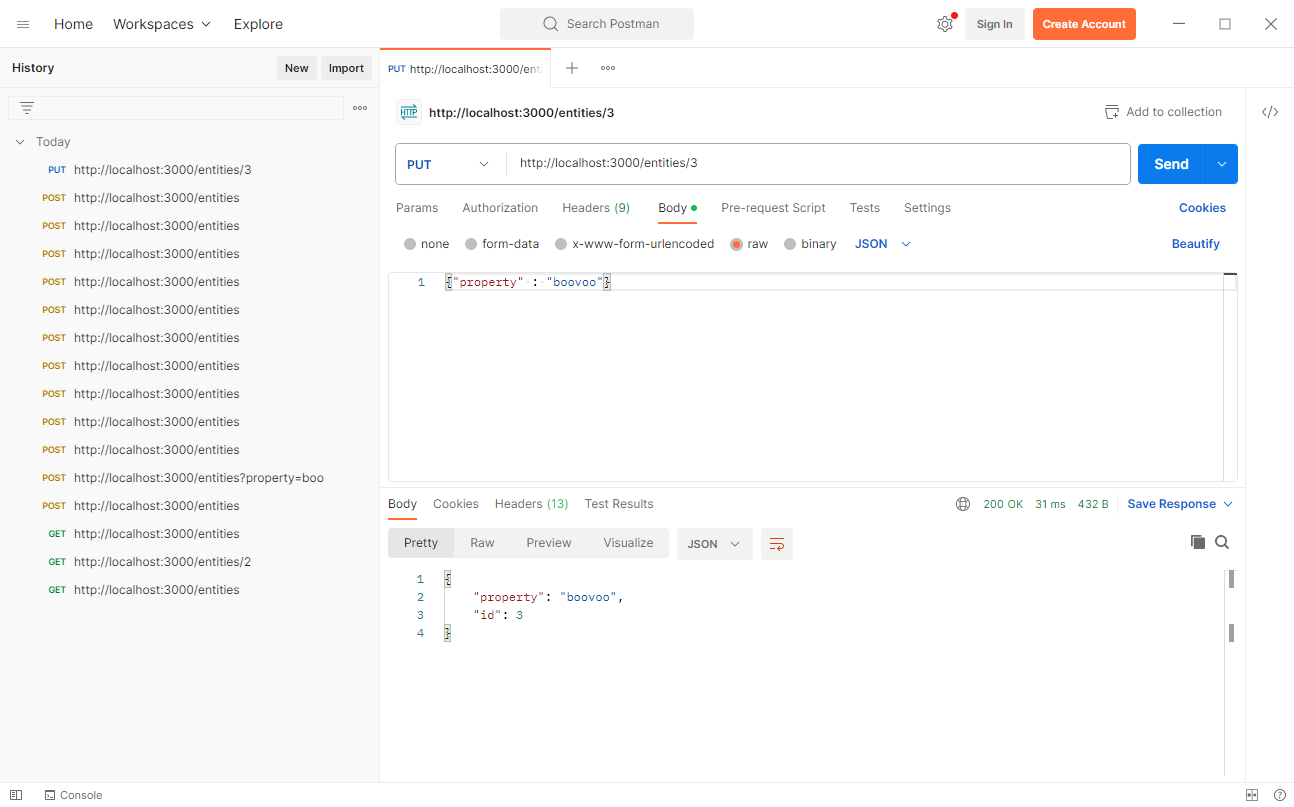 Home Workspaces Explore Search Postman Sign In Create Account
History New Import
PUT http://localhost:3000/ent
HTTP http://localhost:3000/entities/3 Add to collection </>
Today
PUT http://localhost:3000/entities/3
POST http://localhost:3000/entities
POST http://localhost:3000/entities
POST http://localhost:3000/entities
POST http://localhost:3000/entities
POST http://localhost:3000/entities
POST http://localhost:3000/entities
POST http://localhost:3000/entities
POST http://localhost:3000/entities
POST http://localhost:3000/entities
POST http://localhost:3000/entities
POST http://localhost:3000/entities?property=boo
POST http://localhost:3000/entities
GET http://localhost:3000/entities
GET http://localhost:3000/entities/2
GET http://localhost:3000/entities
PUT http://localhost:3000/entities/3 Send
Params Authorization Headers (9) Body Pre-request Script Tests Settings Cookies
none form-data x-www-form-urlencoded raw binary JSON Beautify
1 {"property" : "boovoo"}
Body Cookies Headers (13) Test Results 200 OK 31 ms 432 B Save Response
Pretty Raw Preview Visualize JSON
1 {
2 "property": "boovoo",
3 "id": 3
4 }
Console